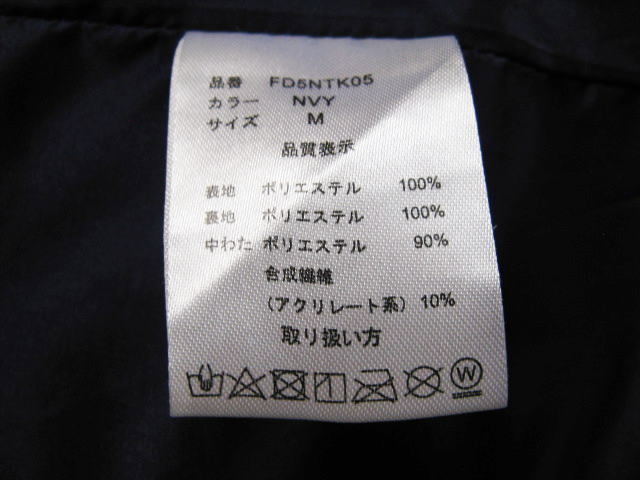 品番 FD5NTK05
カラー NVY
サイズ M
品質表示
表地 ポリエステル 100%
裏地 ポリエステル 100%
中わた ポリエステル 90%
合成繊維
(アクリレート系) 10%
取り扱い方
W